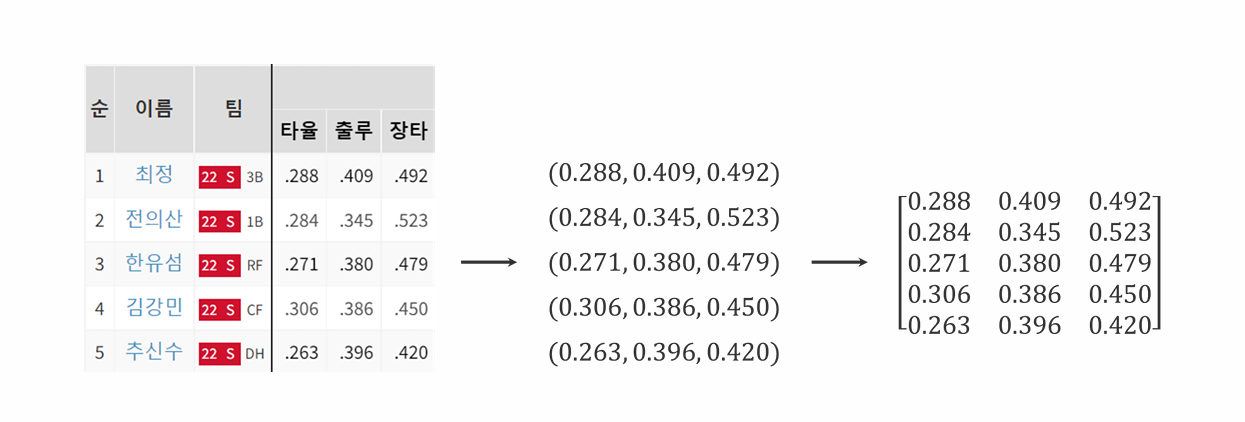 순 이름 팀
타율 출루 장타
1 최정 22 S 3B .288 .409 .492
2 전의산 22 S 1B .284 .345 .523
3 한유섬 22 S RF .271 .380 .479
4 김강민 22 S CF .306 .386 .450
5 추신수 22 S DH .263 .396 .420
(0.288, 0.409, 0.492)
(0.284, 0.345, 0.523)
(0.271, 0.380, 0.479)
(0.306, 0.386, 0.450)
(0.263, 0.396, 0.420)
0.288 0.409 0.492
0.284 0.345 0.523
0.271 0.380 0.479
0.306 0.386 0.450
0.263 0.396 0.420